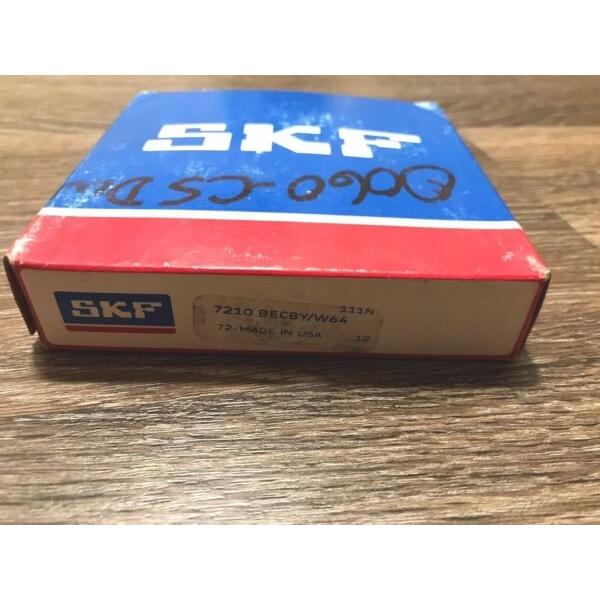 SKF
SKF
7210 BECBY/W64 111N
72-MADE IN USA 12